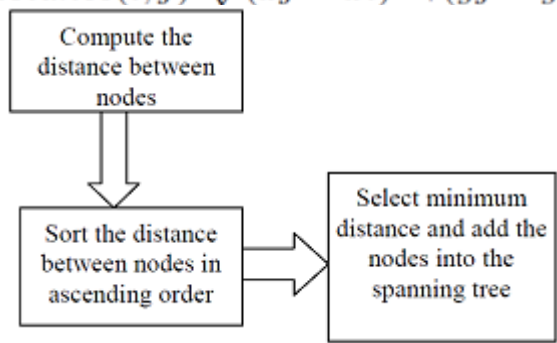 Compute the
distance between
nodes
Sort the distance
between nodes in
ascending order
Select minimum
distance and add the
nodes into the
spanning tree